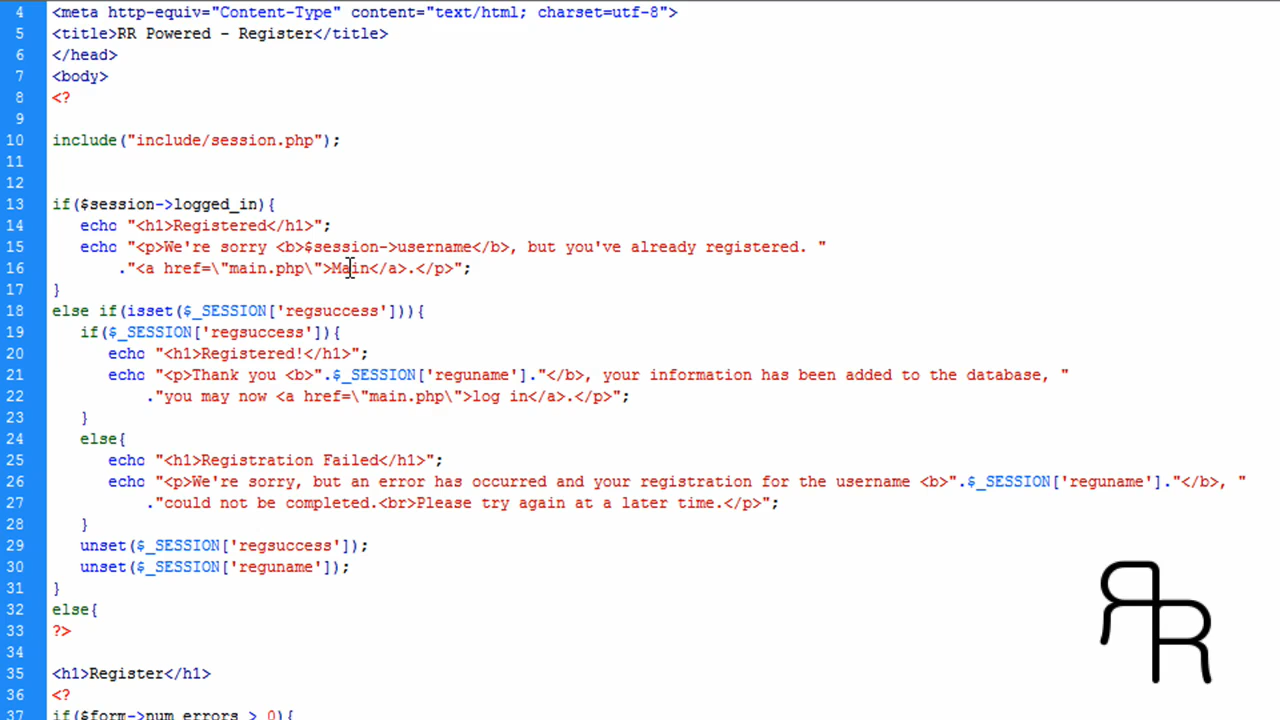 4 <meta http-equiv="Content-Type" content="text/html; charset=utf-8">
5 <title>RR Powered - Register</title>
6 </head>
7 <body>
8 <?
9
10 include("include/session.php");
11
12
13 if($session->logged_in){
14 echo "<h1>Registered</h1>";
15 echo "<p>We're sorry <b>$session->username</b>, but you've already registered. "
16 ."<a href=\"main.php\">Main</a>.</p>";
17 }
18 else if(isset($_SESSION['regsuccess'])){
19 if($_SESSION['regsuccess']){
20 echo "<h1>Registered!</h1>";
21 echo "<p>Thank you <b>".$_SESSION['reguname']."</b>, your information has been added to the database, "
22 ."you may now <a href=\"main.php\">log in</a>.</p>";
23 }
24 else{
25 echo "<h1>Registration Failed</h1>";
26 echo "<p>We're sorry, but an error has occurred and your registration for the username <b>".$_SESSION['reguname']."</b>, "
27 ."could not be completed.<br>Please try again at a later time.</p>";
28 }
29 unset($_SESSION['regsuccess']);
30 unset($_SESSION['reguname']);
31 }
32 else{
33 ?>
34
35 <h1>Register</h1>
36 <?
37 if($form->num_errors > 0){
RR